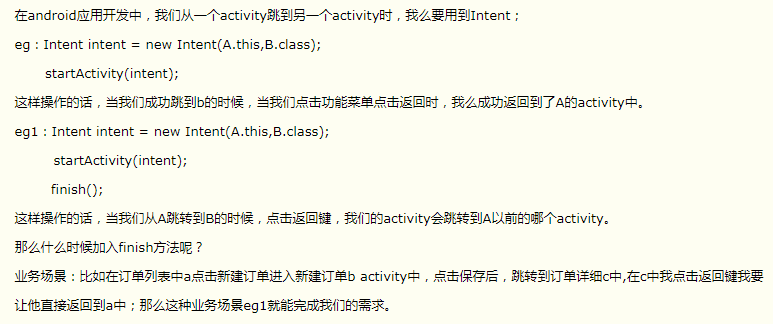 在android应用开发中，我们从一个activity跳到另一个activity时，我么要用到Intent；
eg：Intent intent = new Intent(A.this,B.class);
startActivity(intent);
这样操作的话，当我们成功跳到b的时候，当我们点击功能菜单点击返回时，我么成功返回到了A的activity中。
eg1：Intent intent = new Intent(A.this,B.class);
startActivity(intent);
finish();
这样操作的话，当我们从A跳转到B的时候，点击返回键，我们的activity会跳转到A以前的哪个activity。
那么什么时候加入finish方法呢？
业务场景：比如在订单列表中a点击新建订单进入新建订单b activity中，点击保存后，跳转到订单详细c中,在c中我点击返回键我要
让他直接返回到a中；那么这种业务场景eg1就能完成我们的需求。